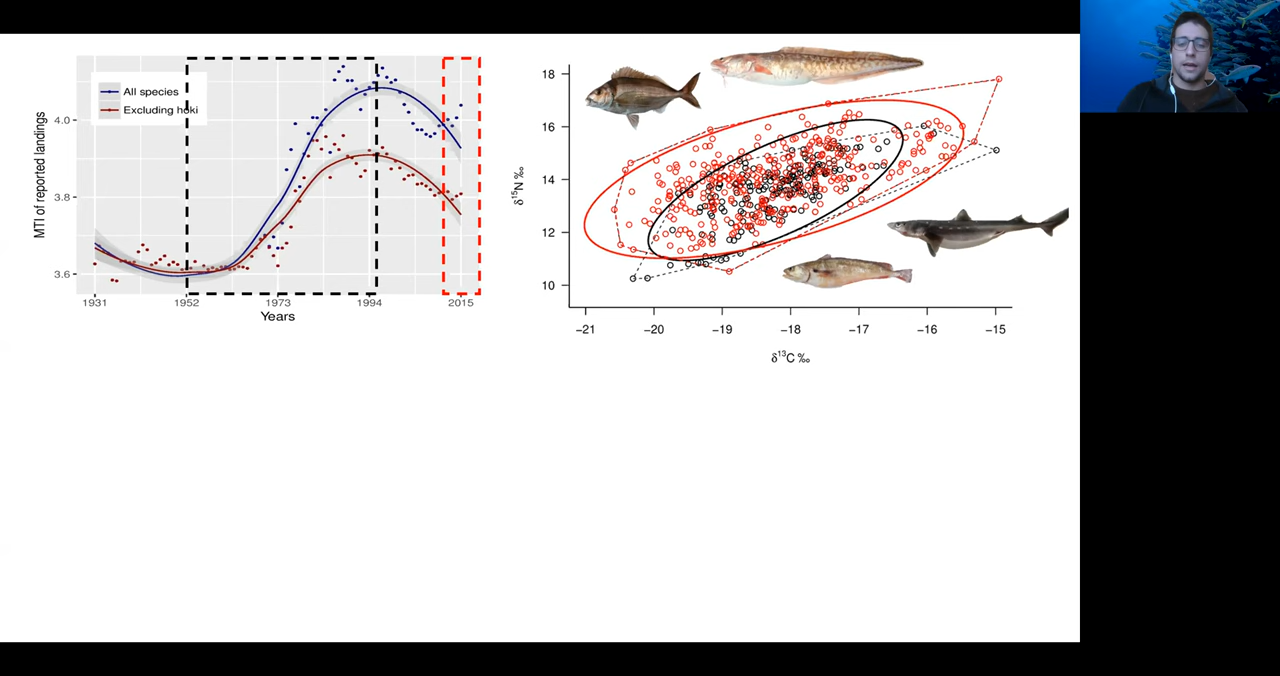 All species
Excluding hoki
4.0
3.8
3.6
MTI of reported landings
1931 1952 1973 1994 2015
Years
18
16
14
12
10
δ15N ‰
−21 −20 −19 −18 −17 −16 −15
δ13C ‰